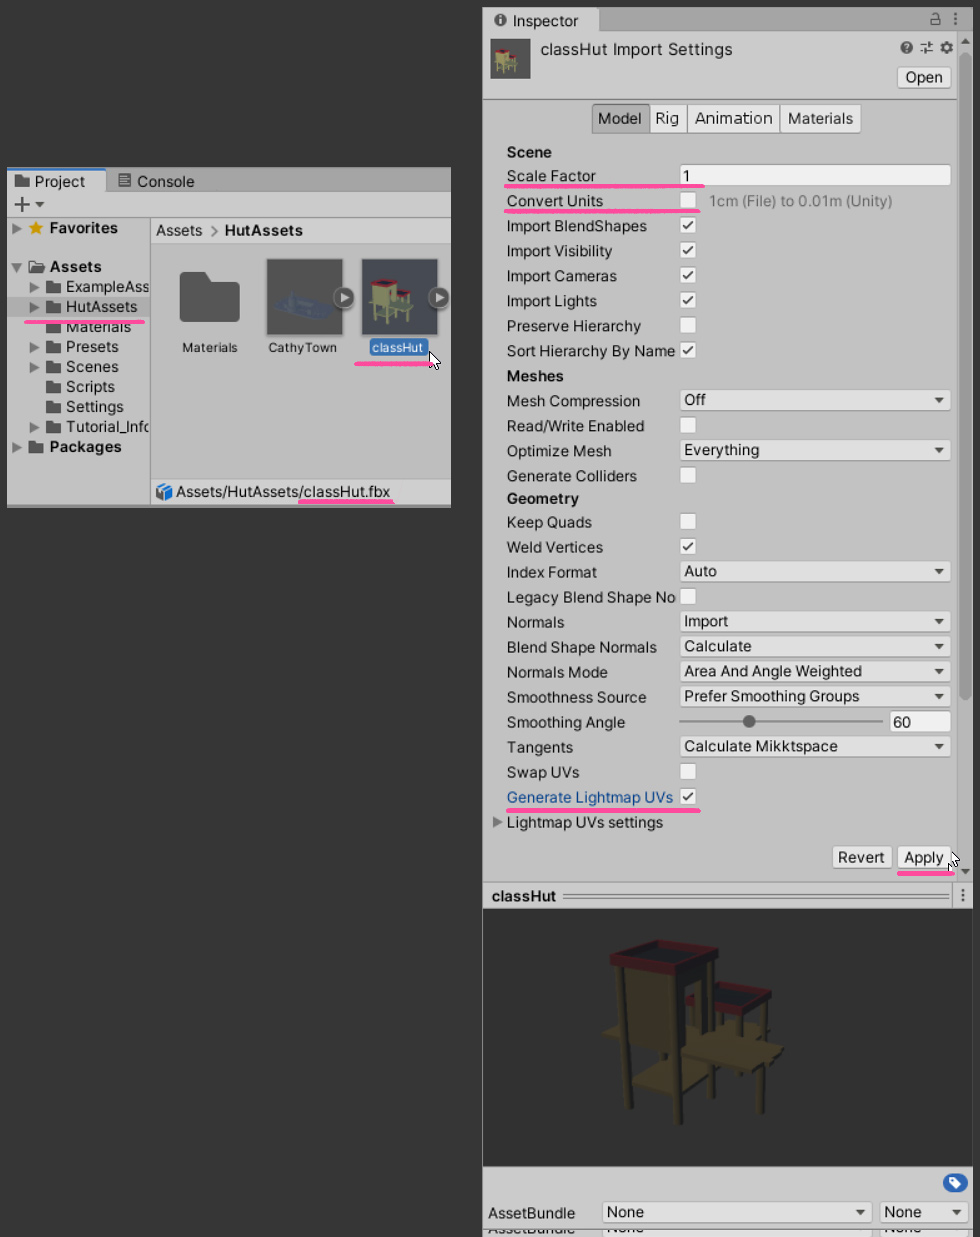 Project
Console
Favorites
Assets
ExampleAss
HutAssets
Materials
Presets
Scenes
Scripts
Settings
Tutorial_Info
Packages
Assets > HutAssets
Materials
CathyTown
classHut
Assets/HutAssets/classHut.fbx
Inspector
classHut Import Settings
Open
Model Rig Animation Materials
Scene
Scale Factor 1
Convert Units 1cm (File) to 0.01m (Unity)
Import BlendShapes
Import Visibility
Import Cameras
Import Lights
Preserve Hierarchy
Sort Hierarchy By Name
Meshes
Mesh Compression Off
Read/Write Enabled
Optimize Mesh Everything
Generate Colliders
Geometry
Keep Quads
Weld Vertices
Index Format Auto
Legacy Blend Shape No
Normals Import
Blend Shape Normals Calculate
Normals Mode Area And Angle Weighted
Smoothness Source Prefer Smoothing Groups
Smoothing Angle 60
Tangents Calculate Mikktspace
Swap UVs
Generate Lightmap UVs
Lightmap UVs settings
Revert Apply
classHut
AssetBundle None None
AssetBundle None None